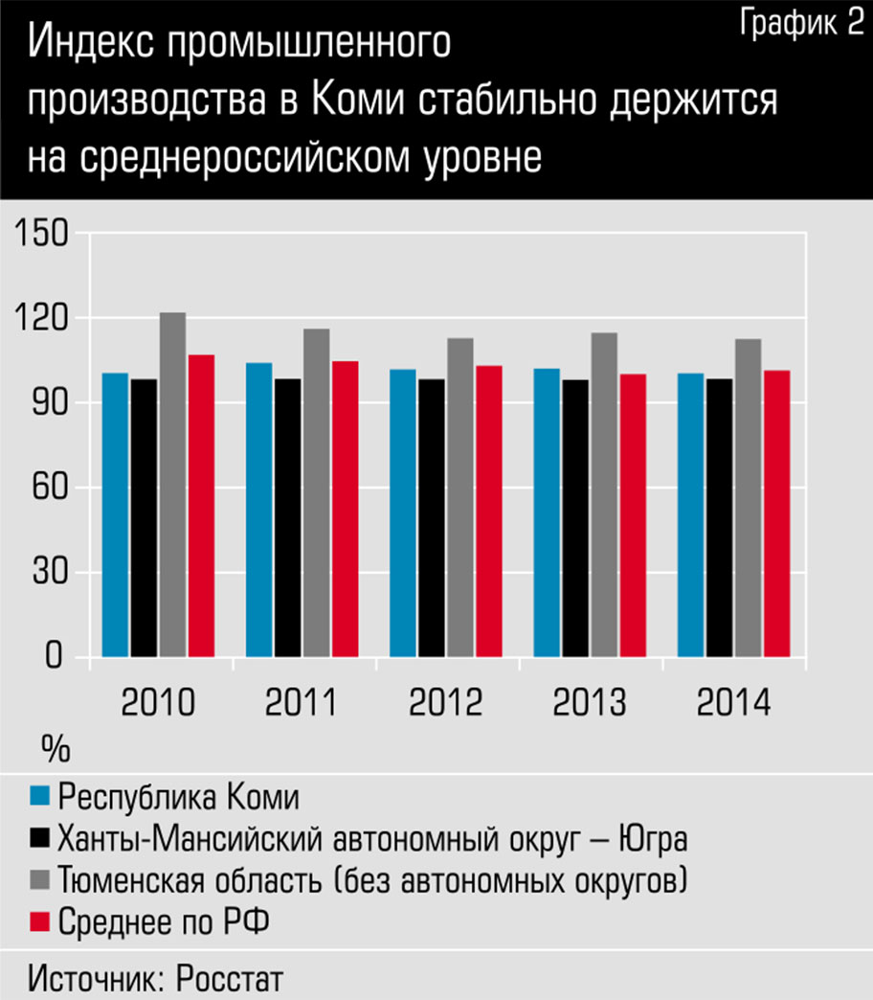 График 2
Индекс промышленного
производства в Коми стабильно держится
на среднероссийском уровне
150
120
90
60
30
0
2010 2011 2012 2013 2014
%
Республика Коми
Ханты-Мансийский автономный округ – Югра
Тюменская область (без автономных округов)
Среднее по РФ
Источник: Росстат